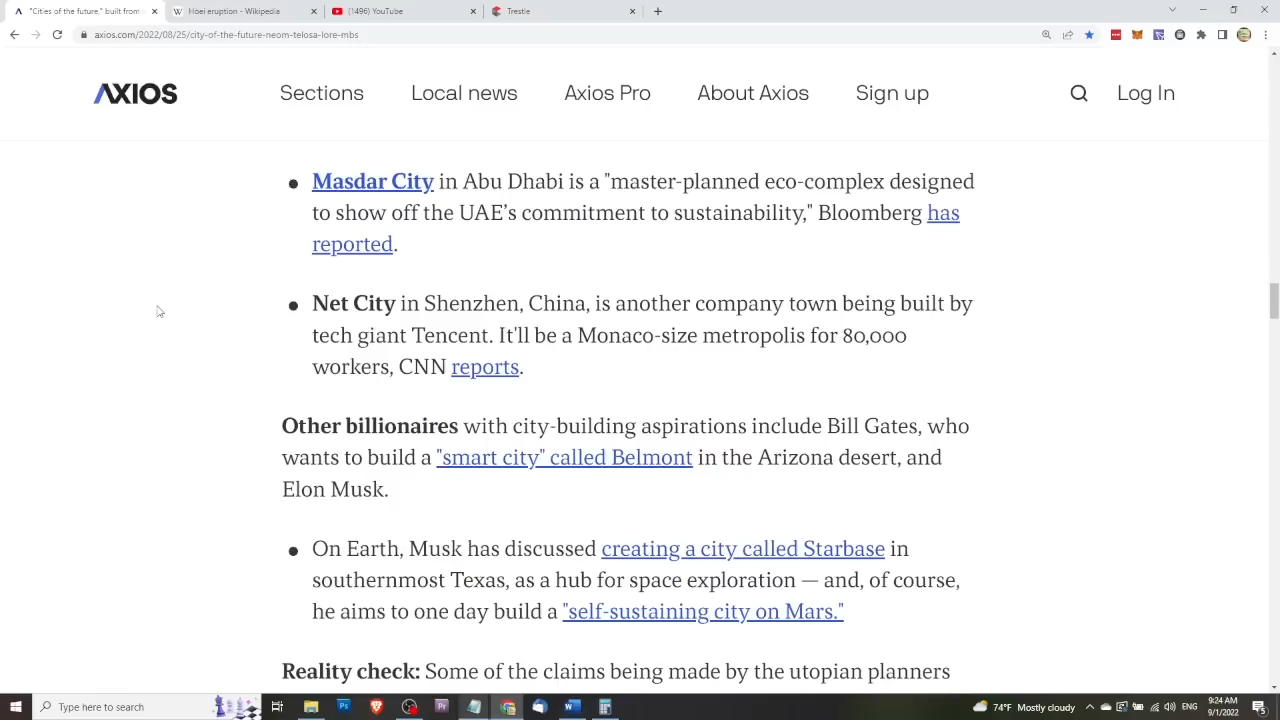 "Cities of the future," built from
Hoei eruption - Wikipedia
(1496) YouTube
Trestle
axios.com/2022/08/25/city-of-the-future-neom-telosa-lore-mbs
AXIOS
Sections
Local news
Axios Pro
About Axios
Sign up
Log In
Masdar City in Abu Dhabi is a "master-planned eco-complex designed
to show off the UAE's commitment to sustainability," Bloomberg has
reported.
Net City in Shenzhen, China, is another company town being built by
tech giant Tencent. It'll be a Monaco-size metropolis for 80,000
workers, CNN reports.
Other billionaires with city-building aspirations include Bill Gates, who
wants to build a "smart city" called Belmont in the Arizona desert, and
Elon Musk.
On Earth, Musk has discussed creating a city called Starbase in
southernmost Texas, as a hub for space exploration — and, of course,
he aims to one day build a "self-sustaining city on Mars."
Reality check: Some of the claims being made by the utopian planners
Type here to search
74°F Mostly cloudy
9:24 AM
9/1/2022